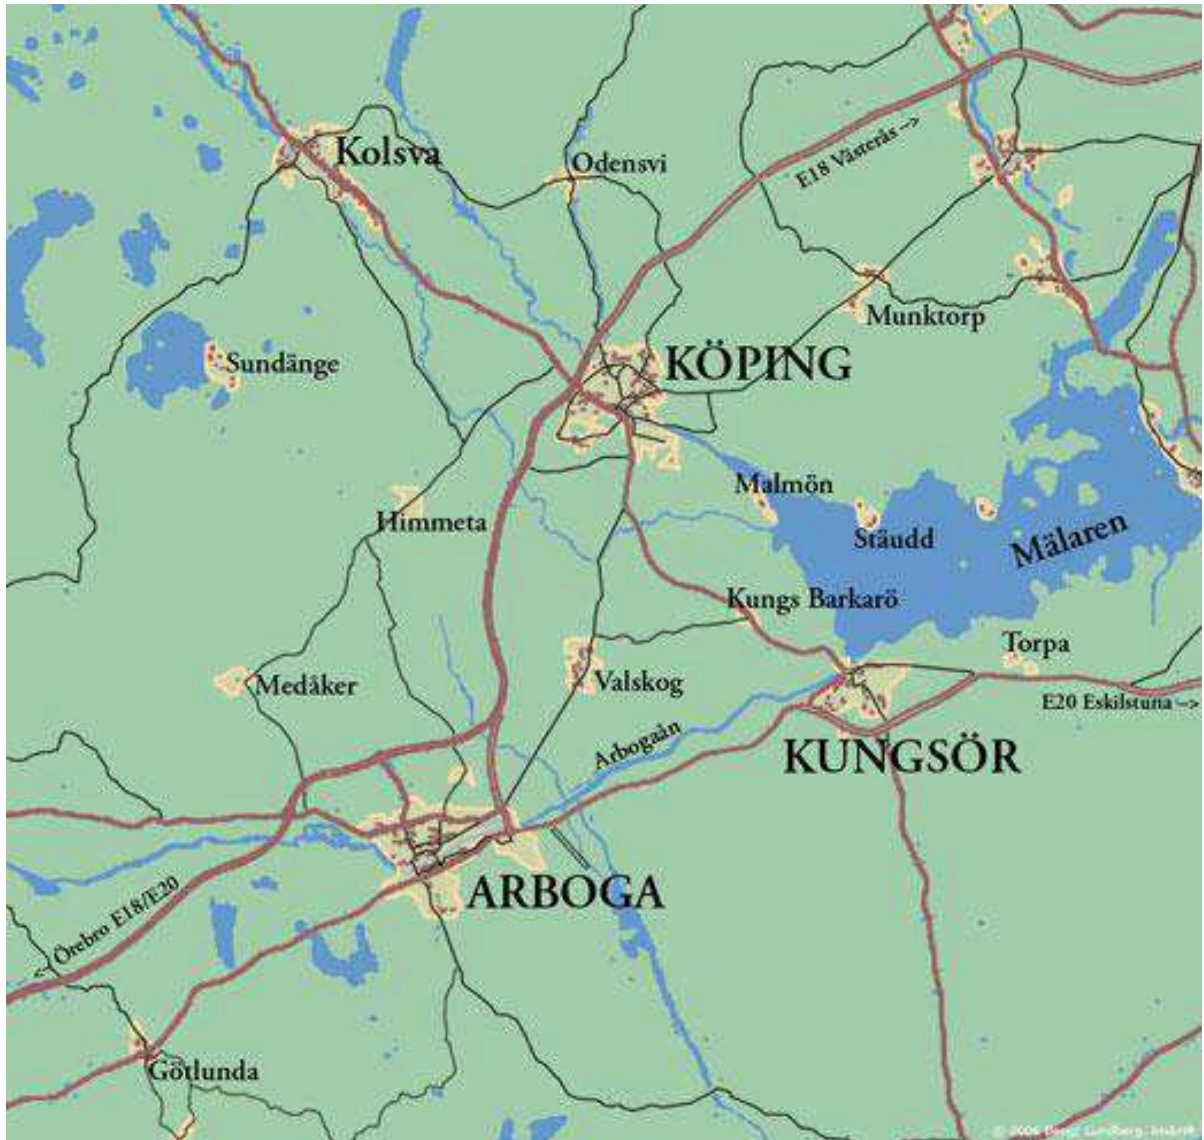 Kolsva
Odensvi
E18 Västerås -->
Munktorp
Sundänge
KÖPING
Malmön
Himmeta
Stäudd
Mälaren
Kungs Barkarö
Torpa
Medåker
Valskog
E20 Eskilstuna -->
Arbogaån
KUNGSÖR
ARBOGA
<-- Örebro E18/E20
Götlunda
© 2006